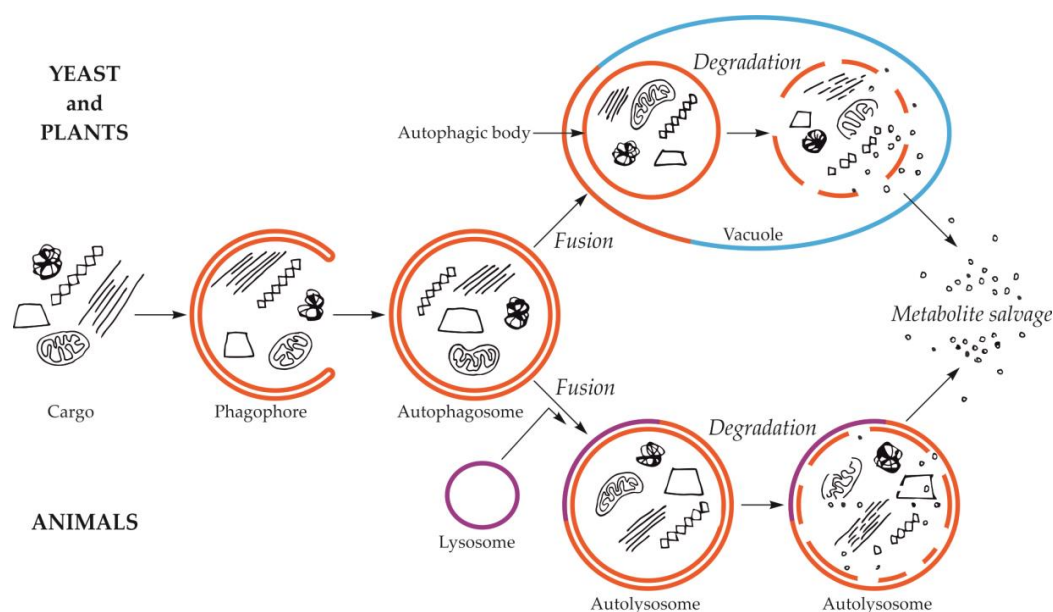 YEAST
and
PLANTS
Degradation
Autophagic body
Fusion
Vacuole
Metabolite salvage
Cargo
Phagophore
Autophagosome
Fusion
Degradation
ANIMALS
Lysosome
Autolysosome
Autolysosome